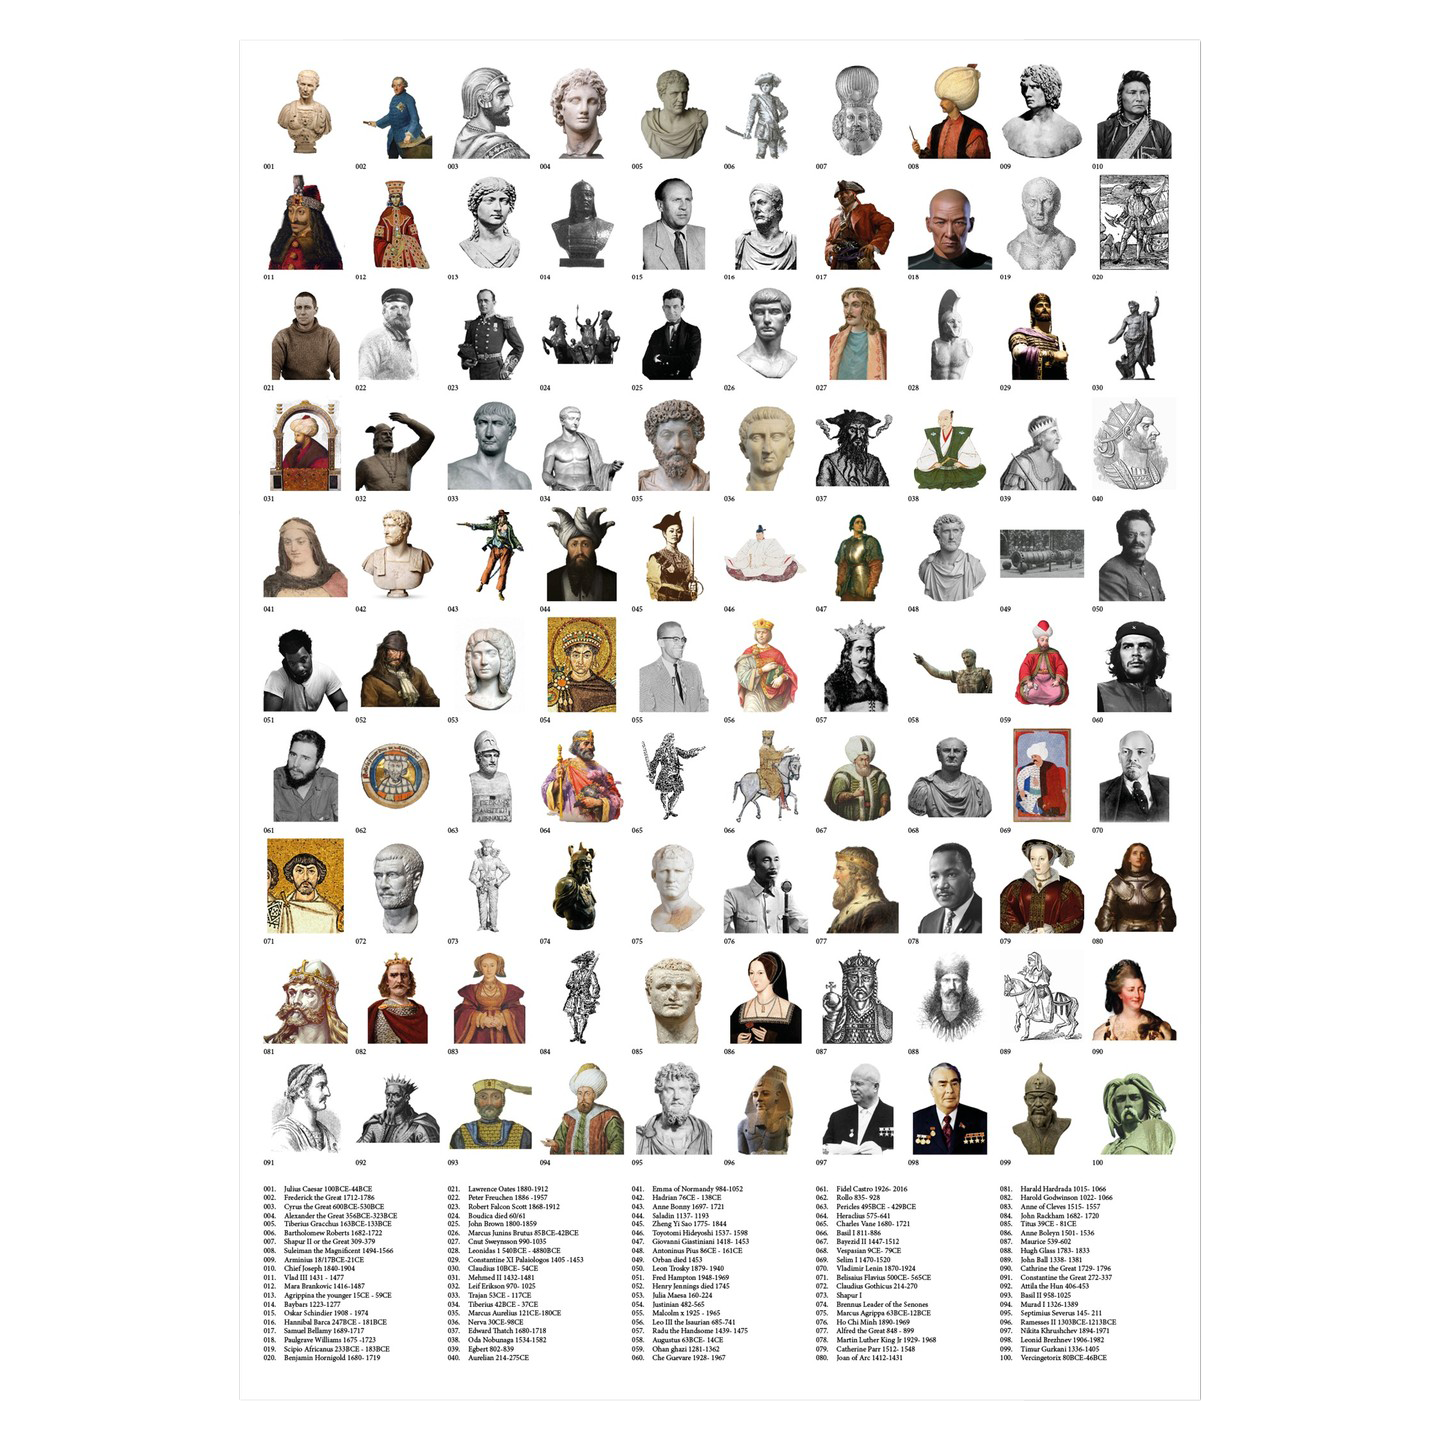 001 002 003 004 005 006 007 008 009 010
011 012 013 014 015 016 017 018 019 020
021 022 023 024 025 026 027 028 029 030
031 032 033 034 035 036 037 038 039 040
041 042 043 044 045 046 047 048 049 050
051 052 053 054 055 056 057 058 059 060
061 062 063 064 065 066 067 068 069 070
071 072 073 074 075 076 077 078 079 080
081 082 083 084 085 086 087 088 089 090
091 092 093 094 095 096 097 098 099 100
001. Julius Caesar 100BCE-44BCE
002. Frederick the Great 1712-1786
003. Cyrus the Great 600BCE-530BCE
004. Alexander the Great 356BCE-323BCE
005. Tiberius Gracchus 163BCE-133BCE
006. Bartholomew Roberts 1682-1722
007. Shapur II or the Great 309-379
008. Suleiman the Magnificent 1494-1566
009. Arminius 18/17BCE-21CE
010. Chief Joseph 1840-1904
011. Vlad III 1431 - 1477
012. Mara Brankovic 1416-1487
013. Agrippina the younger 15CE - 59CE
014. Baybars 1223-1277
015. Oskar Schindier 1908 - 1974
016. Hannibal Barca 247BCE - 181BCE
017. Samuel Bellamy 1689-1717
018. Paulgrave Williams 1675 -1723
019. Scipio Africanus 233BCE - 183BCE
020. Benjamin Hornigold 1680- 1719
021. Lawrence Oates 1880-1912
022. Peter Freuchen 1886 -1957
023. Robert Falcon Scott 1868-1912
024. Boudica died 60/61
025. John Brown 1800-1859
026. Marcus Junins Brutus 85BCE-42BCE
027. Cnut Sweynsson 990-1035
028. Leonidas 1 540BCE - 4880BCE
029. Constantine XI Palaiologos 1405 -1453
030. Claudius 10BCE- 54CE
031. Mehmed II 1432-1481
032. Leif Erikson 970- 1025
033. Trajan 53CE - 117CE
034. Tiberius 42BCE - 37CE
035. Marcus Aurelius 121CE-180CE
036. Nerva 30CE-98CE
037. Edward Thatch 1680-1718
038. Oda Nobunaga 1534-1582
039. Egbert 802-839
040. Aurelian 214-275CE
041. Emma of Normandy 984-1052
042. Hadrian 76CE - 138CE
043. Anne Bonny 1697- 1721
044. Saladin 1137- 1193
045. Zheng Yi Sao 1775- 1844
046. Toyotomi Hideyoshi 1537- 1598
047. Giovanni Giastiniani 1418- 1453
048. Antoninus Pius 86CE - 161CE
049. Orban died 1453
050. Leon Trosky 1879- 1940
051. Fred Hampton 1948-1969
052. Henry Jennings died 1745
053. Julia Maesa 160-224
054. Justinian 482-565
055. Malcolm x 1925 - 1965
056. Leo III the Isaurian 685-741
057. Radu the Handsome 1439- 1475
058. Augustus 63BCE- 14CE
059. Ohan ghazi 1281-1362
060. Che Guevare 1928- 1967
061. Fidel Castro 1926- 2016
062. Rollo 835- 928
063. Pericles 495BCE - 429BCE
064. Heraclius 575-641
065. Charles Vane 1680- 1721
066. Basil I 811-886
067. Bayezid II 1447-1512
068. Vespasian 9CE- 79CE
069. Selim I 1470-1520
070. Vladimir Lenin 1870-1924
071. Belisaius Flavius 500CE- 565CE
072. Claudius Gothicus 214-270
073. Shapur I
074. Brennus Leader of the Senones
075. Marcus Agrippa 63BCE-12BCE
076. Ho Chi Minh 1890-1969
077. Alfred the Great 848 - 899
078. Martin Luther King Jr 1929- 1968
079. Catherine Parr 1512- 1548
080. Joan of Arc 1412-1431
081. Harald Hardrada 1015- 1066
082. Harold Godwinson 1022- 1066
083. Anne of Cleves 1515- 1557
084. John Rackham 1682- 1720
085. Titus 39CE - 81CE
086. Anne Boleyn 1501- 1536
087. Maurice 539-602
088. Hugh Glass 1783- 1833
089. John Ball 1338- 1381
090. Cathrine the Great 1729- 1796
091. Constantine the Great 272-337
092. Attila the Hun 406-453
093. Basil II 958-1025
094. Murad I 1326-1389
095. Septimius Severus 145- 211
096. Ramesses II 1303BCE-1213BCE
097. Nikita Khrushchev 1894-1971
098. Leonid Brezhnev 1906-1982
099. Timur Gurkani 1336-1405
100. Vercingetorix 80BCE-46BCE